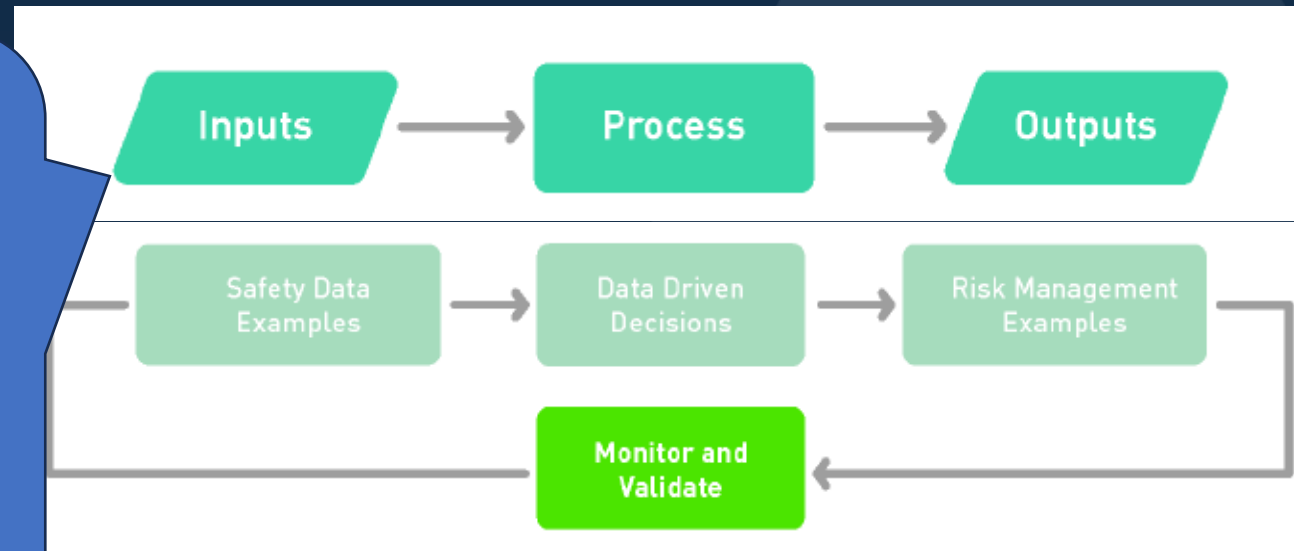 Inputs
Process
Outputs
Safety Data
Examples
Data Driven
Decisions
Risk Management
Examples
Monitor and
Validate